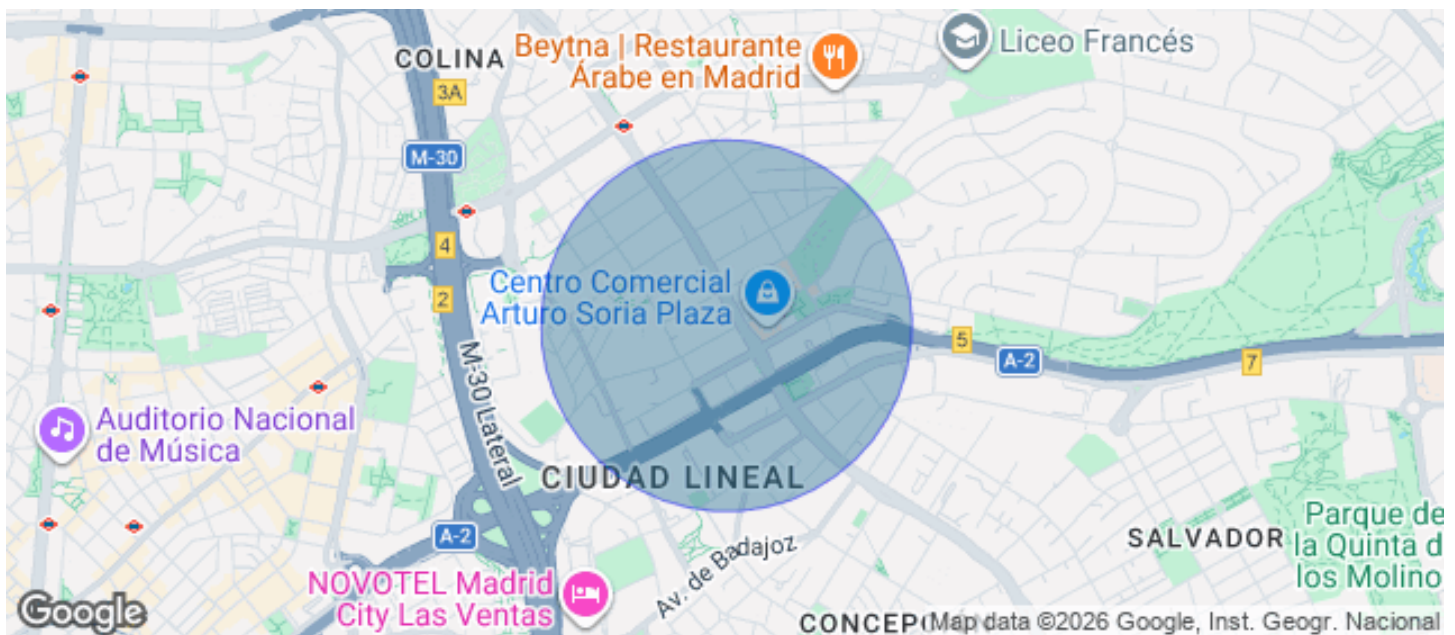 COLINA
Beytna | Restaurante
Árabe en Madrid
Liceo Francés
3A
M-30
4
2
Centro Comercial
Arturo Soria Plaza
5
A-2
7
M-30 Lateral
Auditorio Nacional
de Música
CIUDAD LINEAL
A-2
Av. de Badajoz
SALVADOR
Parque de
la Quinta d
los Molino
NOVOTEL Madrid
City Las Ventas
Google
CONCEP
Map data ©2026 Google, Inst. Geogr. Nacional